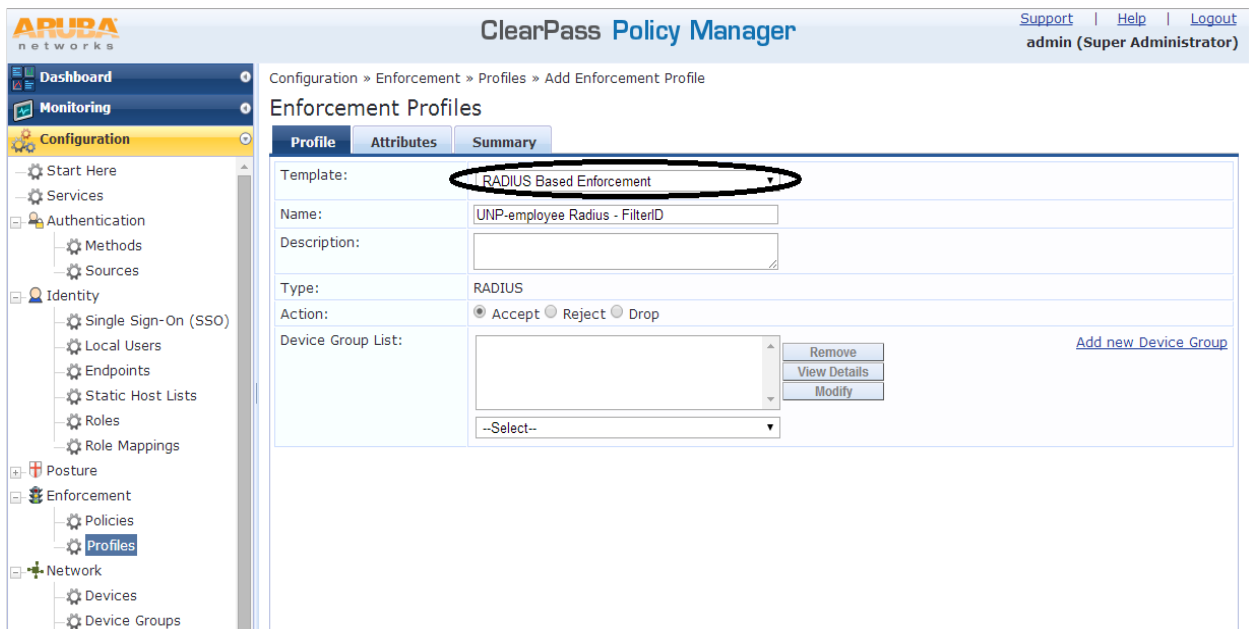 ARUBA
networks
ClearPass Policy Manager
Support | Help | Logout
admin (Super Administrator)
Dashboard
Monitoring
Configuration
Start Here
Services
Authentication
Methods
Sources
Identity
Single Sign-On (SSO)
Local Users
Endpoints
Static Host Lists
Roles
Role Mappings
Posture
Enforcement
Policies
Profiles
Network
Devices
Device Groups
Configuration » Enforcement » Profiles » Add Enforcement Profile
Enforcement Profiles
Profile Attributes Summary
Template: RADIUS Based Enforcement
Name: UNP-employee Radius - FilterID
Description:
Type: RADIUS
Action: Accept Reject Drop
Device Group List:
Remove
View Details
Modify
Add new Device Group
--Select--